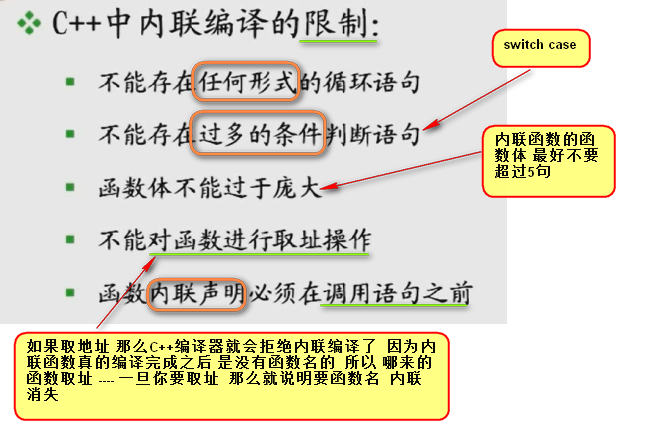 C++中内联编译的限制:
switch case
不能存在任何形式的循环语句
不能存在过多的条件判断语句
内联函数的函
数体 最好不要
超过5句
函数体不能过于庞大
不能对函数进行取址操作
函数内联声明必须在调用语句之前
如果取地址 那么C++编译器就会拒绝内联编译了 因为内
联函数真的编译完成之后 是没有函数名的 所以 哪来的
函数取址 ---- 一旦你要取址 那么就说明要函数名 内联
消失